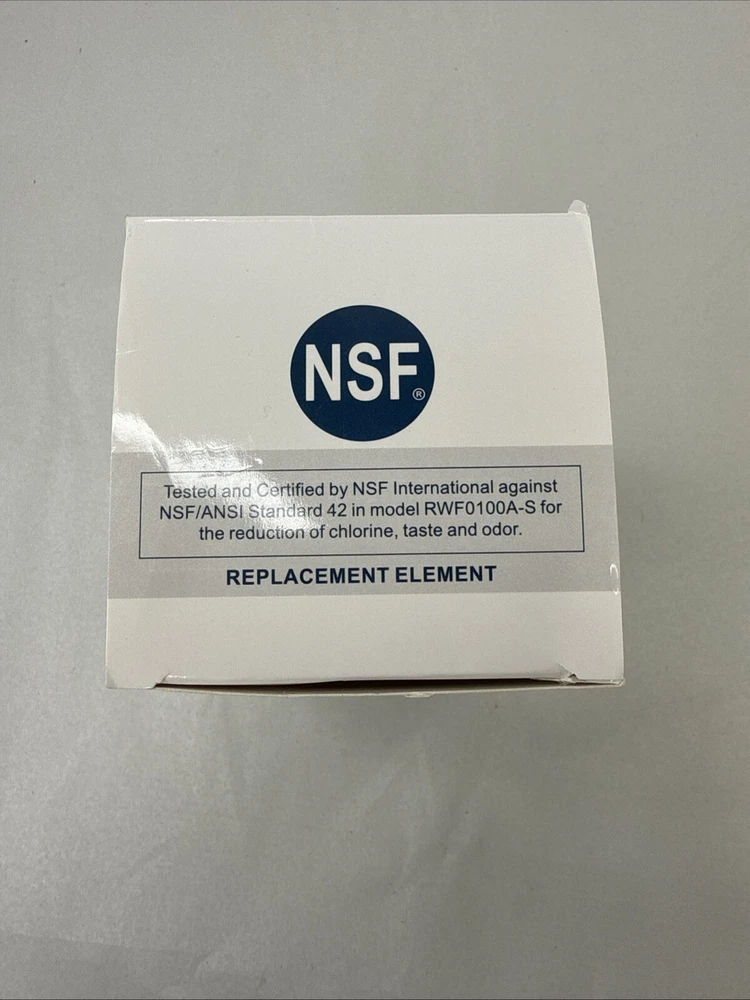 NSF®
Tested and Certified by NSF International against
NSF/ANSI Standard 42 in model RWF0100A-S for
the reduction of chlorine, taste and odor.
REPLACEMENT ELEMENT